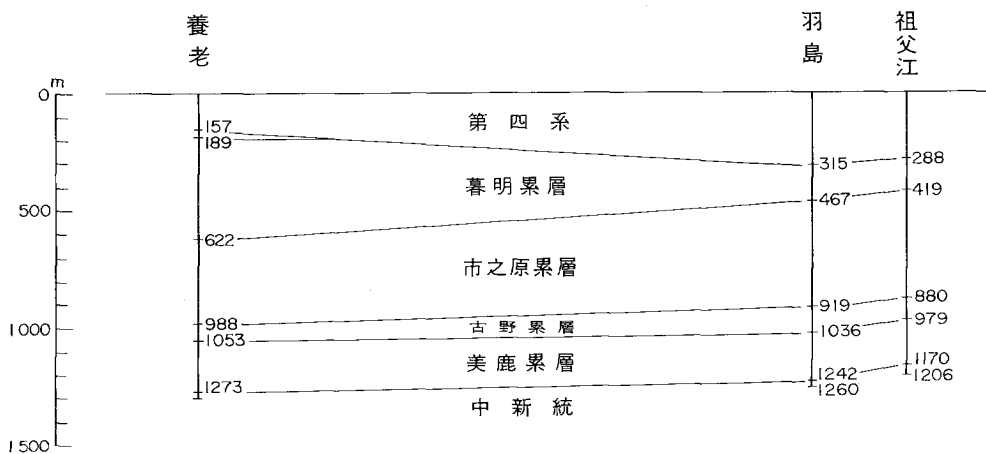 養老
羽島
祖父江
m
0
500
1000
1500
157
189
622
988
1053
1273
第四系
暮明累層
市之原累層
古野累層
美鹿累層
中新統
315
467
919
1036
1242
1260
288
419
880
979
1170
1206